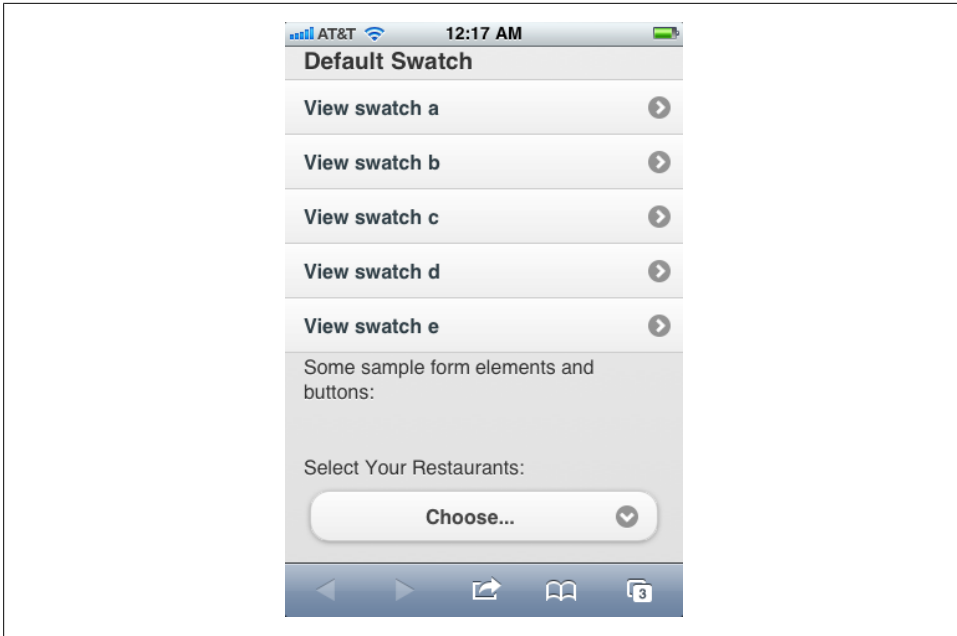 AT&T 12:17 AM
Default Swatch
View swatch a
View swatch b
View swatch c
View swatch d
View swatch e
Some sample form elements and
buttons:
Select Your Restaurants:
Choose...
3